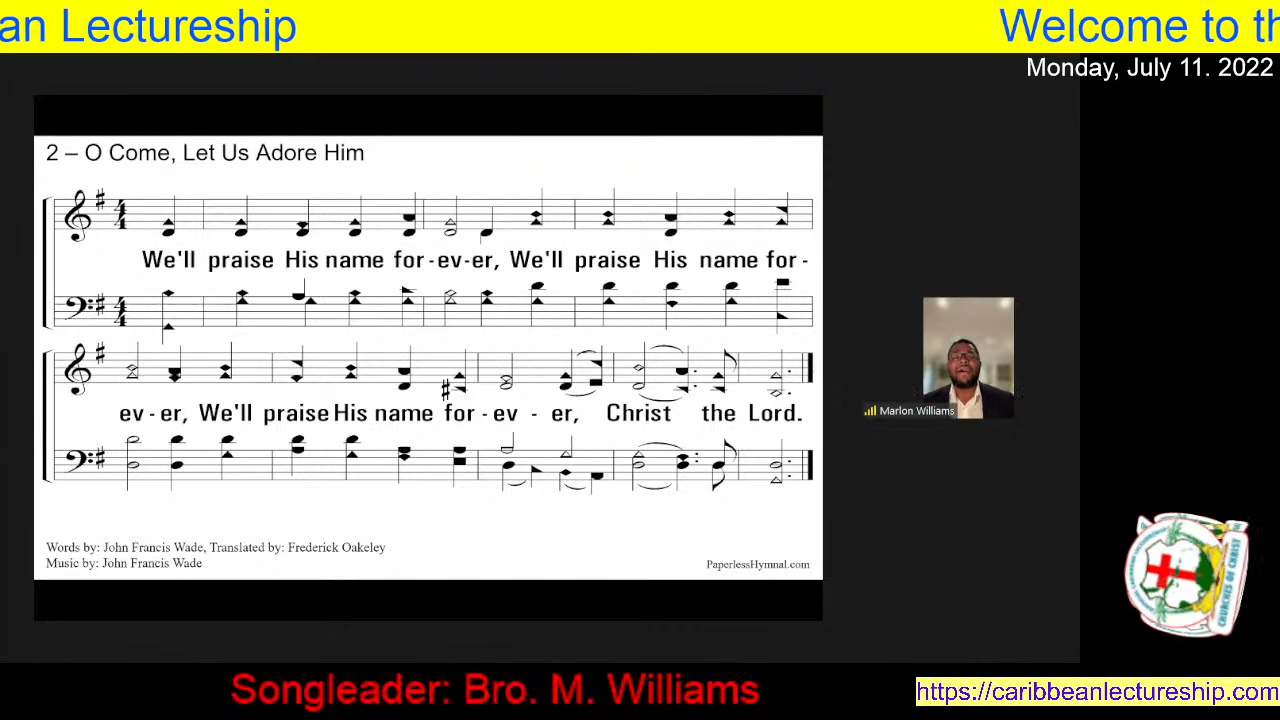 an Lectureship
Welcome to th
Monday, July 11. 2022
2 – O Come, Let Us Adore Him
We'll praise His name for-ev-er, We'll praise His name for-
ev-er, We'll praise His name for-ev-er, Christ the Lord.
Words by: John Francis Wade, Translated by: Frederick Oakeley
Music by: John Francis Wade
PaperlessHymnal.com
Marlon Williams
CHURCHES OF CHRIST
Songleader: Bro. M. Williams
https://caribbeanlectureship.com